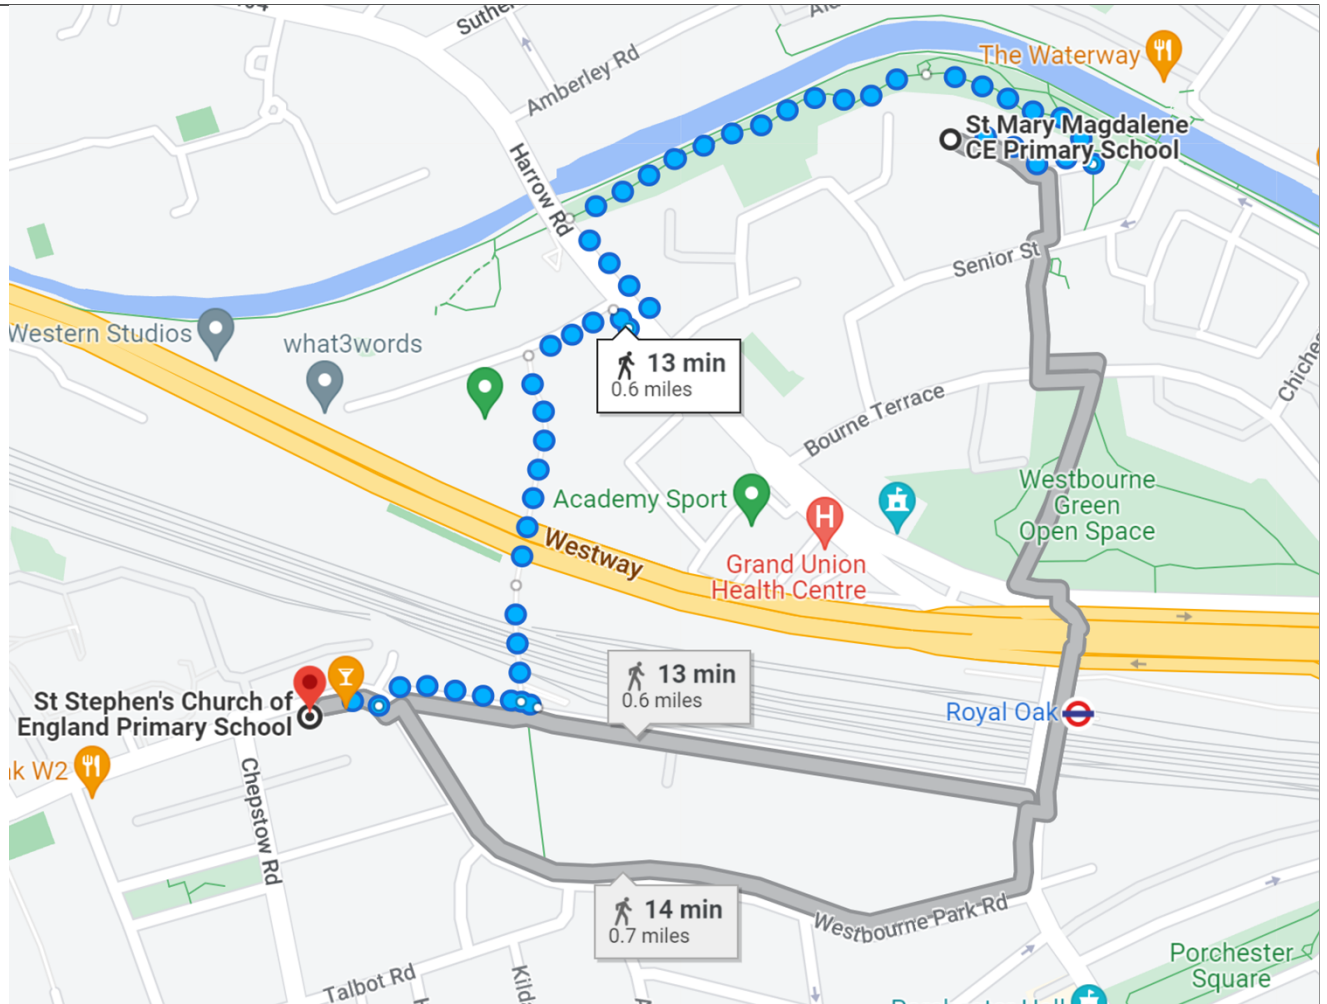 The Waterway
Amberley Rd
St Mary Magdalene
CE Primary School
Harrow Rd
Senior St
Western Studios
what3words
13 min
0.6 miles
Bourne Terrace
Westbourne
Green
Open Space
Academy Sport
Westway
Grand Union
Health Centre
H
13 min
0.6 miles
St Stephen's Church of
England Primary School
Royal Oak
k W2
Chepstow Rd
14 min
0.7 miles
Westbourne Park Rd
Talbot Rd
Porchester
Square